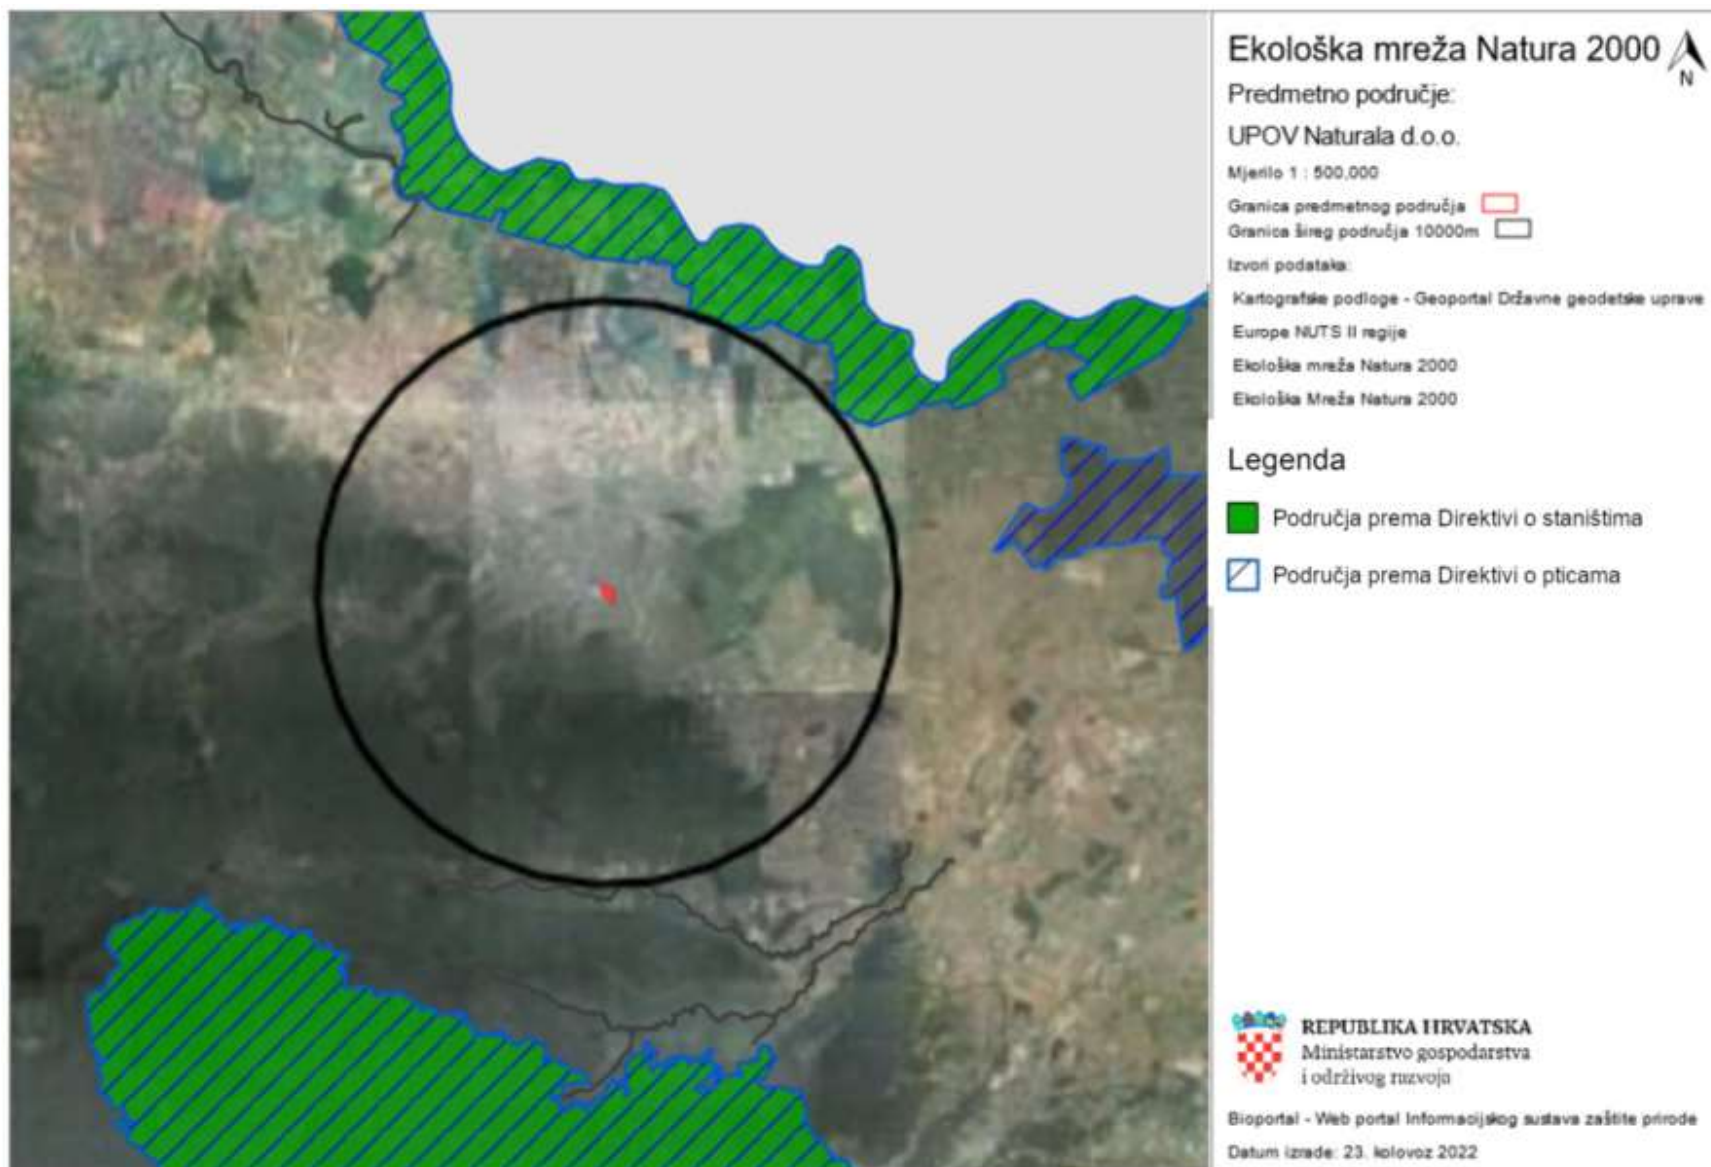 Ekološka mreža Natura 2000
N
Predmetno područje:
UPOV Naturala d.o.o.
Mjerilo 1 : 500,000
Granica predmetnog područja
Granica šireg područja 10000m
Izvori podataka:
Kartografske podloge - Geoportal Državne geodetske uprave
Europe NUTS II regije
Ekološka mreža Natura 2000
Ekološka Mreža Natura 2000
Legenda
Područja prema Direktivi o staništima
Područja prema Direktivi o pticama
REPUBLIKA HRVATSKA
Ministarstvo gospodarstva
i održivog razvoja
Bioportal - Web portal Informacijskog sustava zaštite prirode
Datum izrade: 23. kolovoz 2022